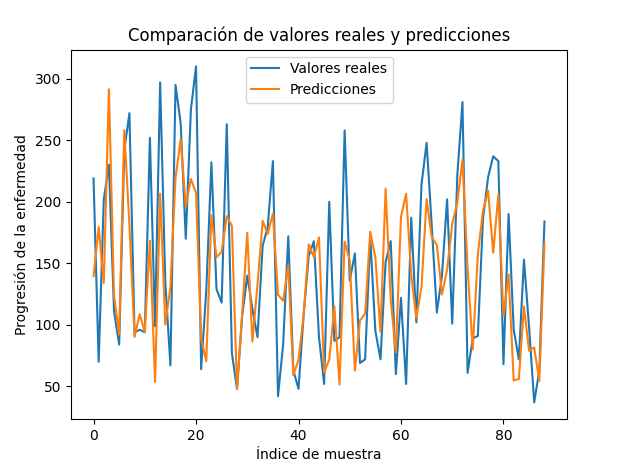 Comparación de valores reales y predicciones
Valores reales
Predicciones
Progresión de la enfermedad
300
250
200
150
100
50
0
20
40
60
80
Índice de muestra